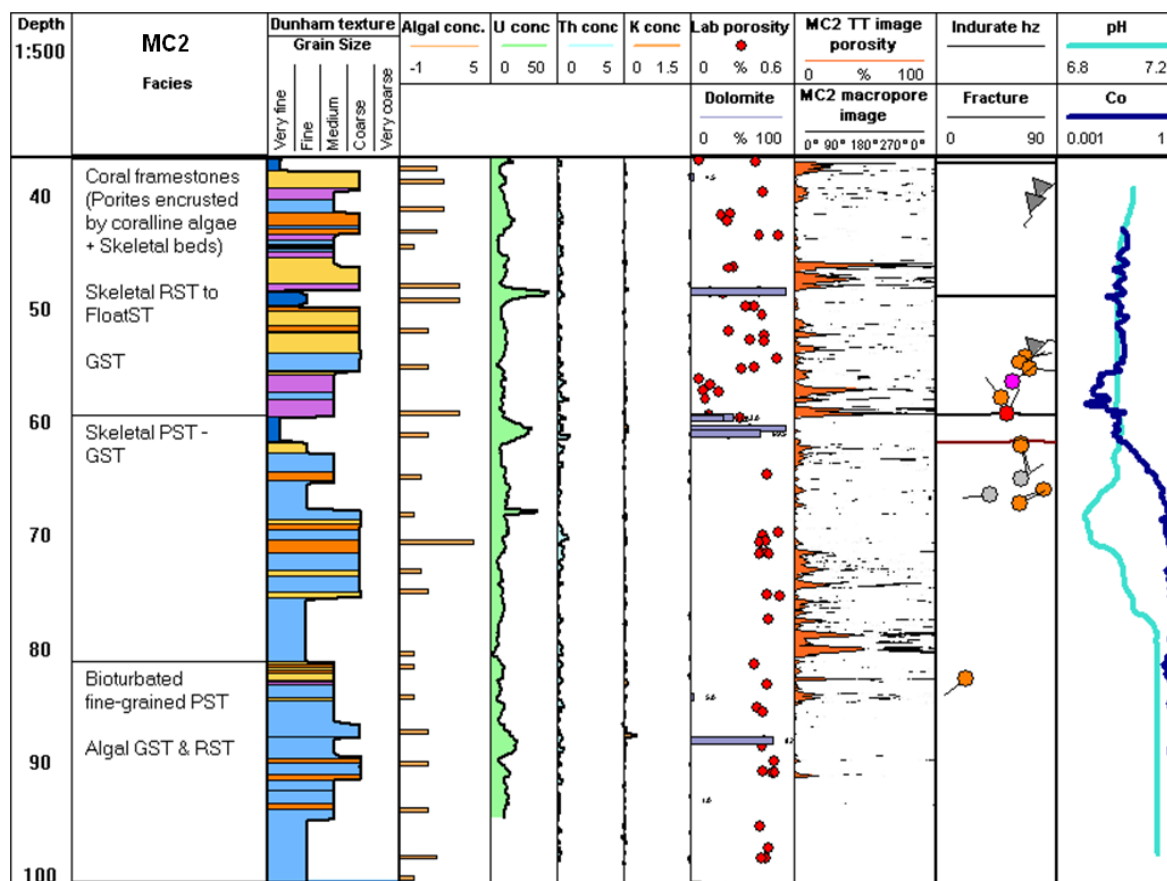 Depth
1:500
MC2
Facies
Dunham texture
Grain Size
Very fine
Fine
Medium
Coarse
Very coarse
Algal conc.
-1 5
U conc
0 50
Th conc
0 5
K conc
0 1.5
Lab porosity
0 % 0.6
Dolomite
0 % 100
MC2 TT image
porosity
0 % 100
MC2 macropore
image
0° 90° 180° 270° 0°
Indurate hz
Fracture
0 90
pH
6.8 7.2
Co
0.001 1
40
50
60
70
80
90
100
Coral framestones
(Porites encrusted
by coralline algae
+ Skeletal beds)
Skeletal RST to
FloatST
GST
Skeletal PST -
GST
Bioturbated
fine-grained PST
Algal GST & RST